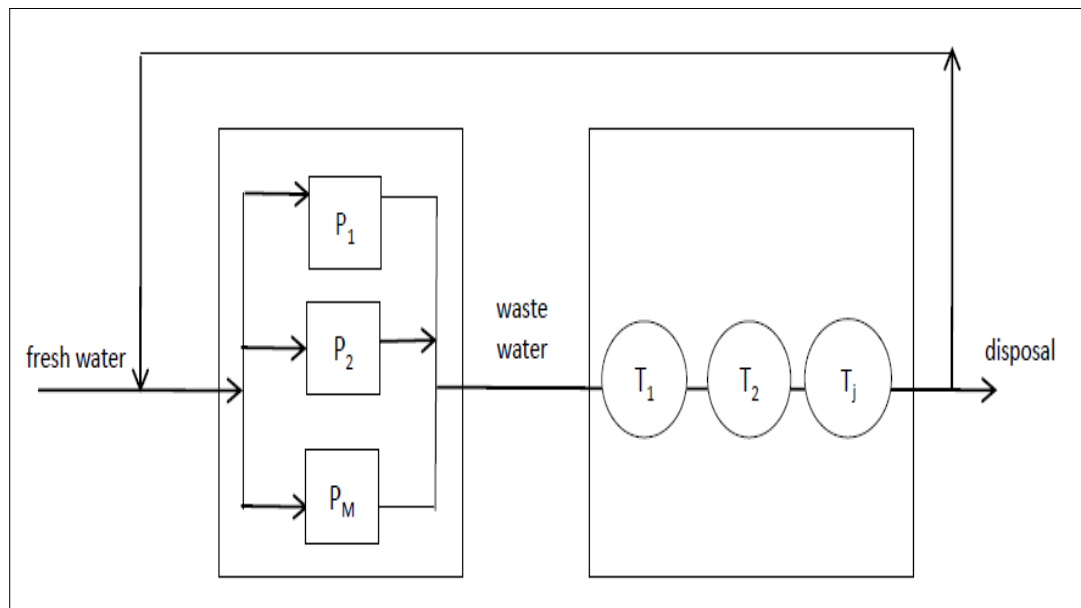 fresh water
P1
P2
PM
waste
water
T1
T2
Tj
disposal